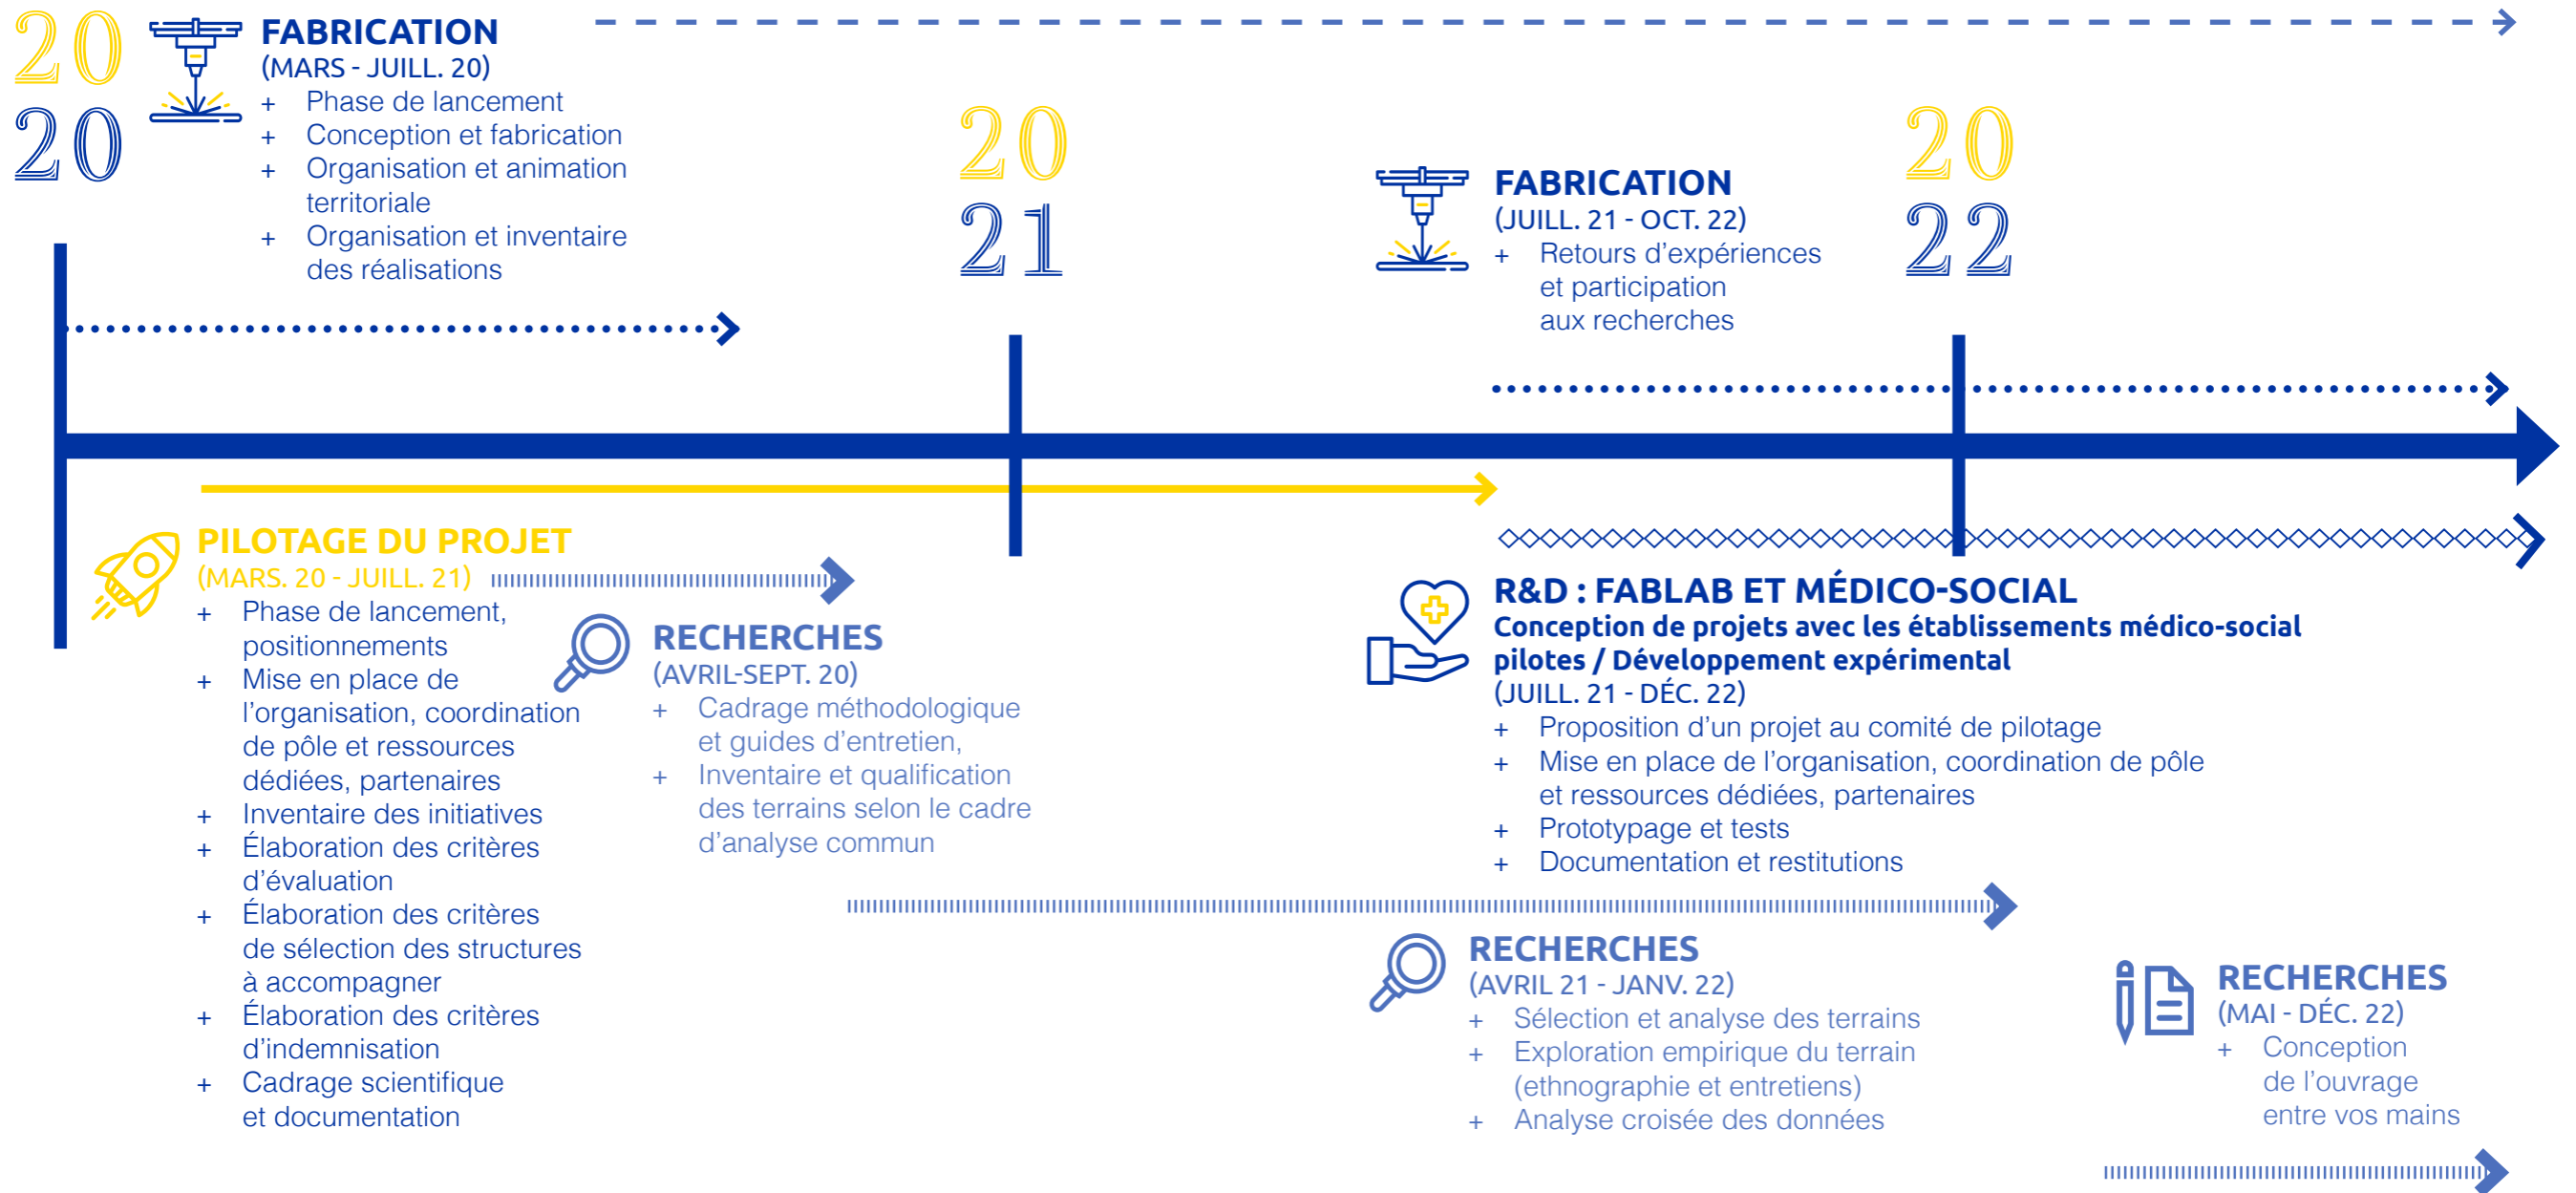 20
20
FABRICATION
(MARS - JUILL. 20)
+ Phase de lancement
+ Conception et fabrication
+ Organisation et animation
territoriale
+ Organisation et inventaire
des réalisations
20
21
FABRICATION
(JUILL. 21 - OCT. 22)
+ Retours d'expériences
et participation
aux recherches
20
22
PILOTAGE DU PROJET
(MARS. 20 - JUILL. 21)
+ Phase de lancement,
positionnements
+ Mise en place de
l'organisation, coordination
de pôle et ressources
dédiées, partenaires
+ Inventaire des initiatives
+ Élaboration des critères
d'évaluation
+ Élaboration des critères
de sélection des structures
à accompagner
+ Élaboration des critères
d'indemnisation
+ Cadrage scientifique
et documentation
RECHERCHES
(AVRIL-SEPT. 20)
+ Cadrage méthodologique
et guides d'entretien,
+ Inventaire et qualification
des terrains selon le cadre
d'analyse commun
R&D : FABLAB ET MÉDICO-SOCIAL
Conception de projets avec les établissements médico-social
pilotes / Développement expérimental
(JUILL. 21 - DÉC. 22)
+ Proposition d'un projet au comité de pilotage
+ Mise en place de l'organisation, coordination de pôle
et ressources dédiées, partenaires
+ Prototypage et tests
+ Documentation et restitutions
RECHERCHES
(AVRIL 21 - JANV. 22)
+ Sélection et analyse des terrains
+ Exploration empirique du terrain
(ethnographie et entretiens)
+ Analyse croisée des données
RECHERCHES
(MAI - DÉC. 22)
+ Conception
de l'ouvrage
entre vos mains